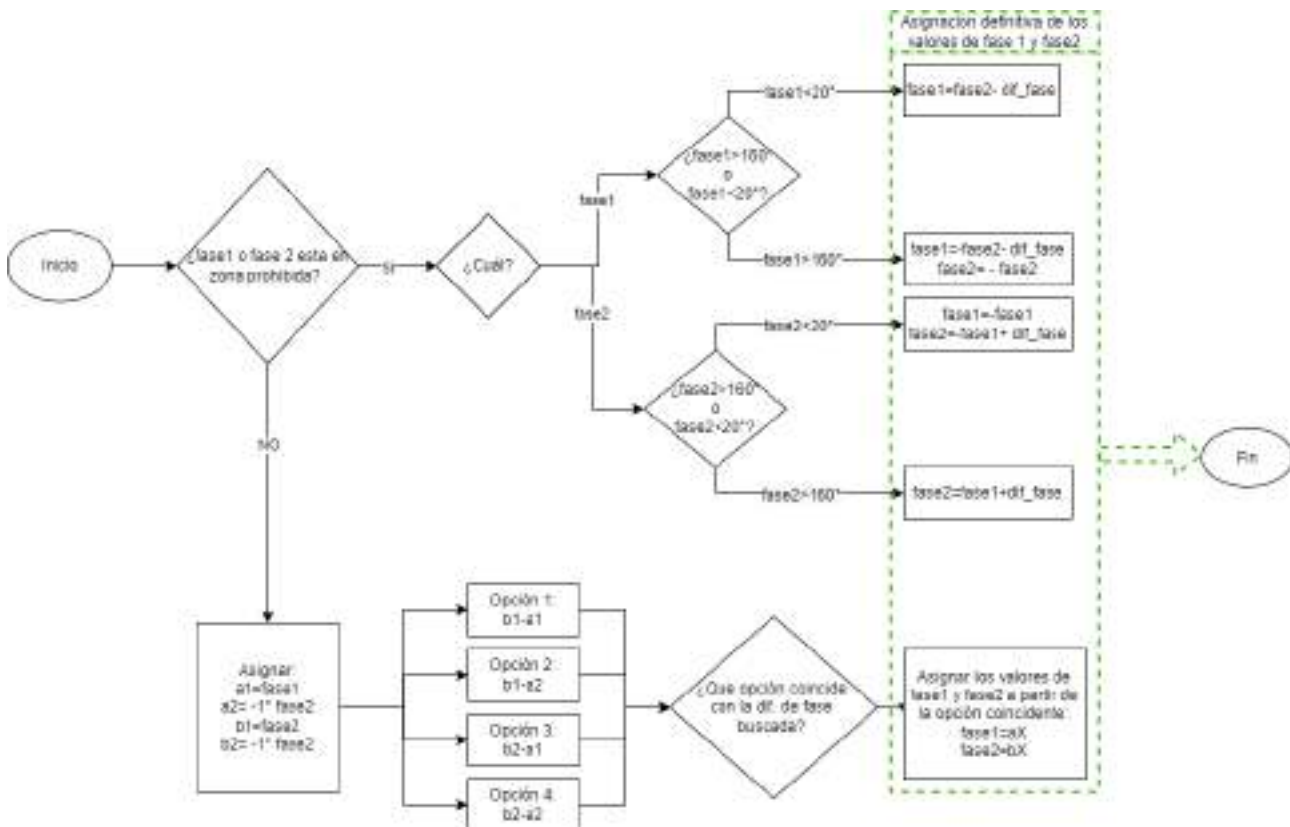 Asignacion definitiva de los
valores de fase 1 y fase2
fase1<20°
fase1=fase2- dif_fase
¿fase1>160°
o
fase1<20°?
fase1
fase1>160°
fase1=-fase2- dif_fase
fase2= - fase2
Inicio
¿fase1 o fase 2 esta en
zona prohibida?
SI
¿Cuál?
fase2
fase2<20°
fase1=-fase1
fase2=-fase1+ dif_fase
¿fase2>160°
o
fase2<20°?
NO
fase2>160°
fase2=fase1+dif_fase
Fin
Asignar:
a1=fase1
a2= -1* fase2
b1=fase2
b2= -1* fase2
Opción 1:
b1-a1
Opción 2:
b1-a2
Opción 3:
b2-a1
Opción 4:
b2-a2
¿Que opción coincide
con la dif. de fase
buscada?
Asignar los valores de
fase1 y fase2 a partir de
la opción coincidente:
fase1=aX
fase2=bX